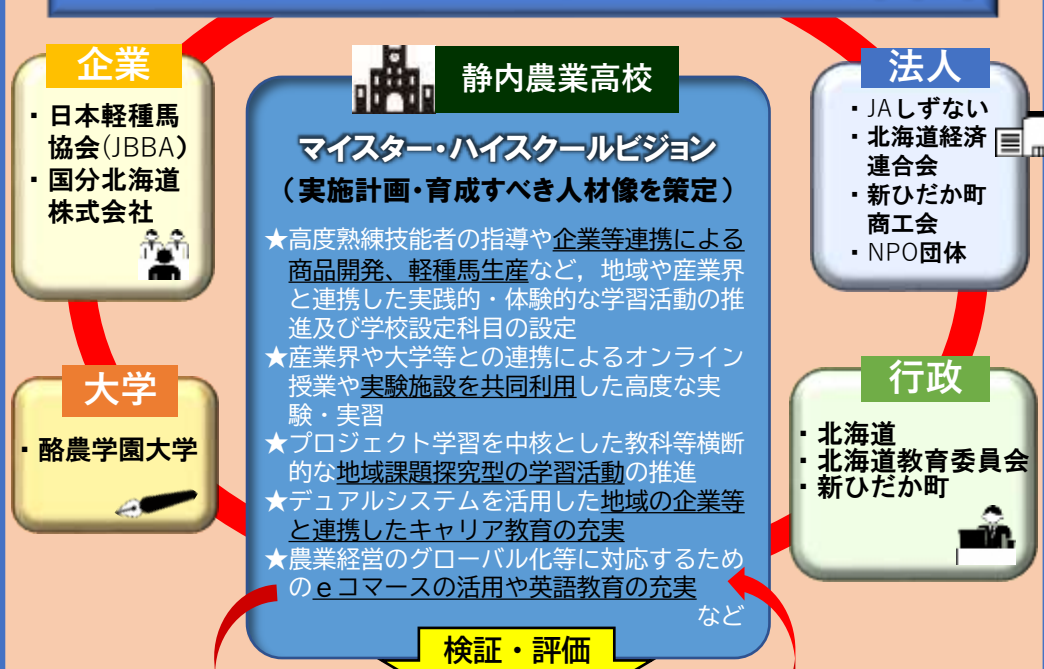 企業
・日本軽種馬
協会(JBBA)
・国分北海道
株式会社
大学
・酪農学園大学
静内農業高校
マイスター・ハイスクールビジョン
（実施計画・育成すべき人材像を策定）
★高度熟練技能者の指導や企業等連携による
商品開発、軽種馬生産など，地域や産業界
と連携した実践的・体験的な学習活動の推
進及び学校設定科目の設定
★産業界や大学等との連携によるオンライン
授業や実験施設を共同利用した高度な実
験・実習
★プロジェクト学習を中核とした教科等横断
的な地域課題探究型の学習活動の推進
★デュアルシステムを活用した地域の企業等
と連携したキャリア教育の充実
★農業経営のグローバル化等に対応するため
のｅコマースの活用や英語教育の充実
など
検証・評価
法人
・JAしずない
・北海道経済
連合会
・新ひだか町
商工会
・NPO団体
行政
・北海道
・北海道教育委員会
・新ひだか町